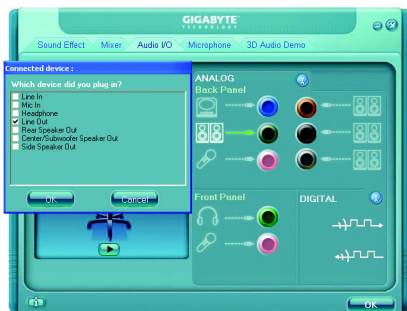 GIGABYTE
TECHNOLOGY
Sound Effect Mixer Audio I/O Microphone 3D Audio Demo
Connected device :
Which device did you plug in?
Line In
Mic In
Headphone
Line Out
Rear Speaker Out
Center/Subwoofer Speaker Out
Side Speaker Out
OK Cancel
ANALOG
Back Panel
Front Panel
DIGITAL
OK